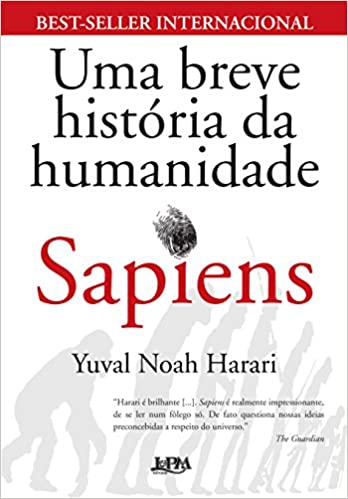 BEST-SELLER INTERNACIONAL
Uma breve
história da
humanidade
Sapiens
Yuval Noah Harari
“Harari é brilhante [...]. Sapiens é realmente impressionante,
de se ler num fôlego só. De fato questiona nossas ideias
preconcebidas a respeito do universo.”
The Guardian
L&PM
EDITORES